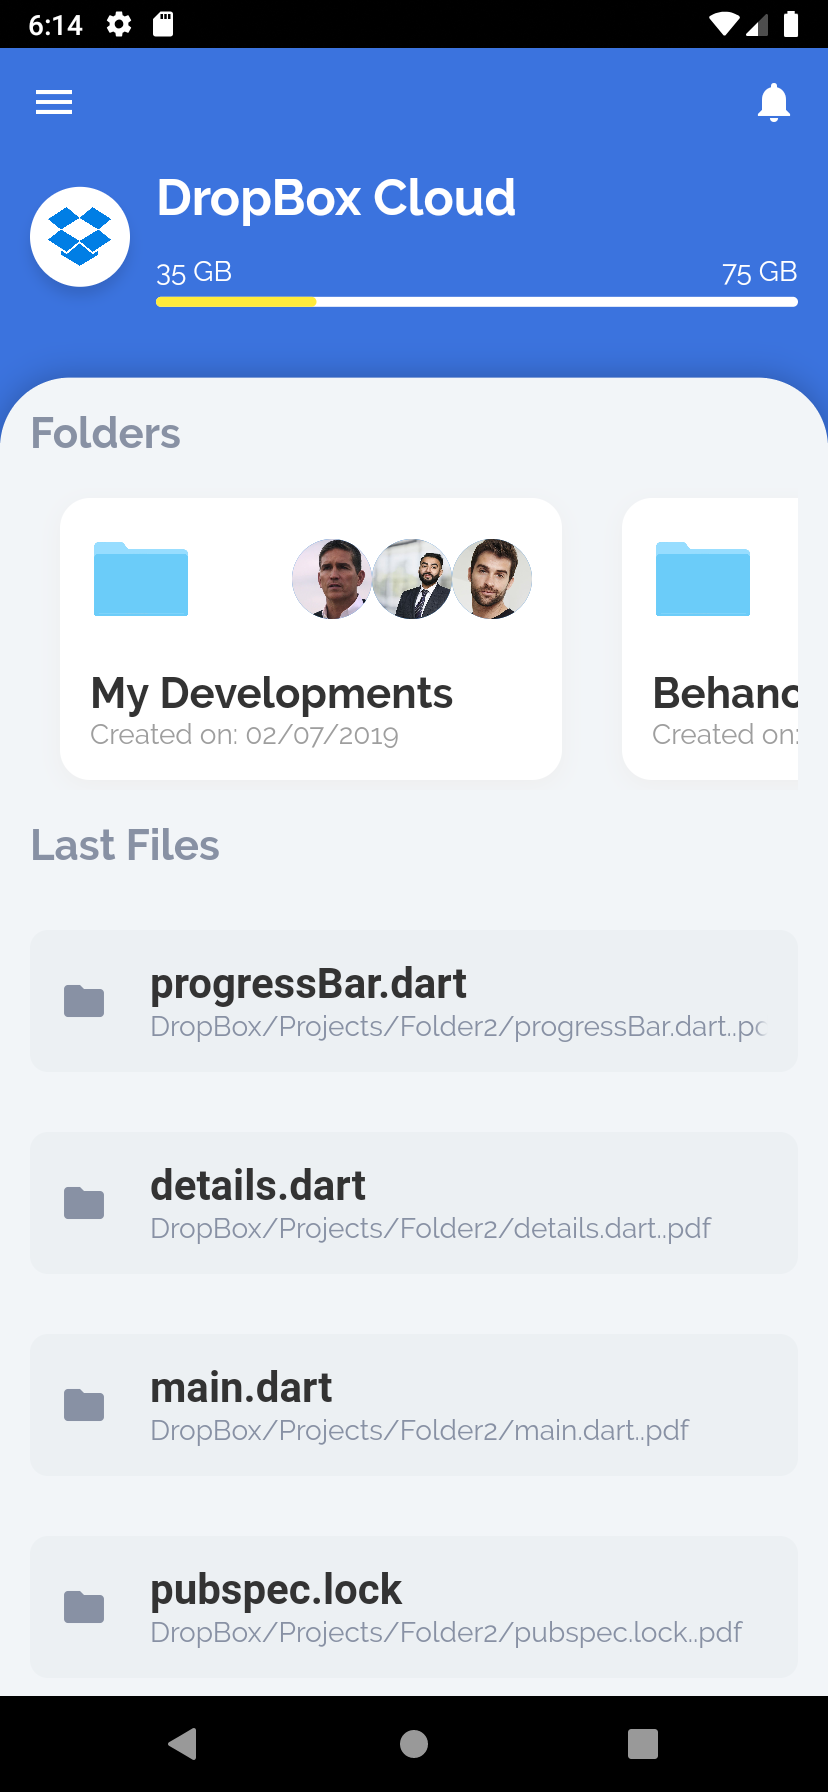 6:14
DropBox Cloud
35 GB
75 GB
Folders
My Developments
Created on: 02/07/2019
Behanc
Created on:
Last Files
progressBar.dart
DropBox/Projects/Folder2/progressBar.dart..pd
details.dart
DropBox/Projects/Folder2/details.dart..pdf
main.dart
DropBox/Projects/Folder2/main.dart..pdf
pubspec.lock
DropBox/Projects/Folder2/pubspec.lock..pdf